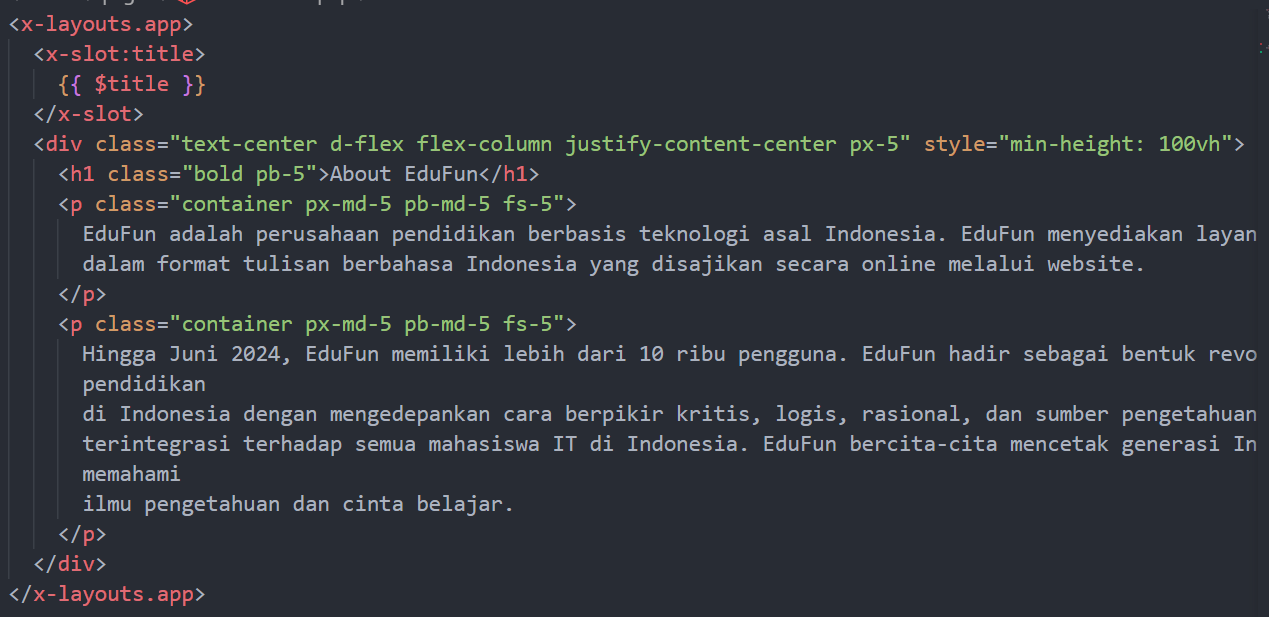 <x-layouts.app>
<x-slot:title>
{{ $title }}
</x-slot>
<div class="text-center d-flex flex-column justify-content-center px-5" style="min-height: 100vh">
<h1 class="bold pb-5">About EduFun</h1>
<p class="container px-md-5 pb-md-5 fs-5">
EduFun adalah perusahaan pendidikan berbasis teknologi asal Indonesia. EduFun menyediakan layan
dalam format tulisan berbahasa Indonesia yang disajikan secara online melalui website.
</p>
<p class="container px-md-5 pb-md-5 fs-5">
Hingga Juni 2024, EduFun memiliki lebih dari 10 ribu pengguna. EduFun hadir sebagai bentuk revo
pendidikan
di Indonesia dengan mengedepankan cara berpikir kritis, logis, rasional, dan sumber pengetahuan
terintegrasi terhadap semua mahasiswa IT di Indonesia. EduFun bercita-cita mencetak generasi In
memahami
ilmu pengetahuan dan cinta belajar.
</p>
</div>
</x-layouts.app>